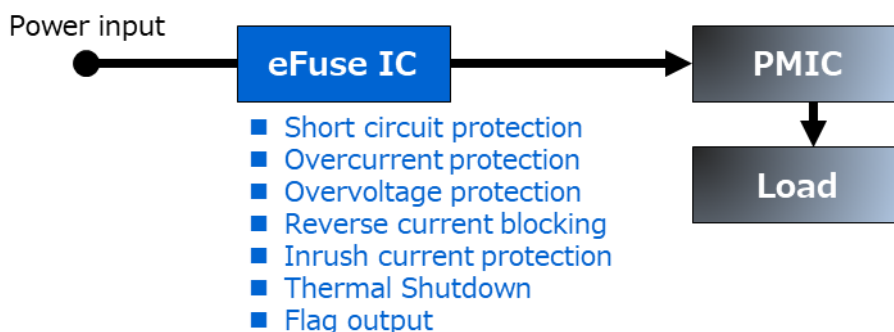 Power input
eFuse IC
PMIC
Short circuit protection
Overcurrent protection
Overvoltage protection
Reverse current blocking
Inrush current protection
Thermal Shutdown
Flag output
Load